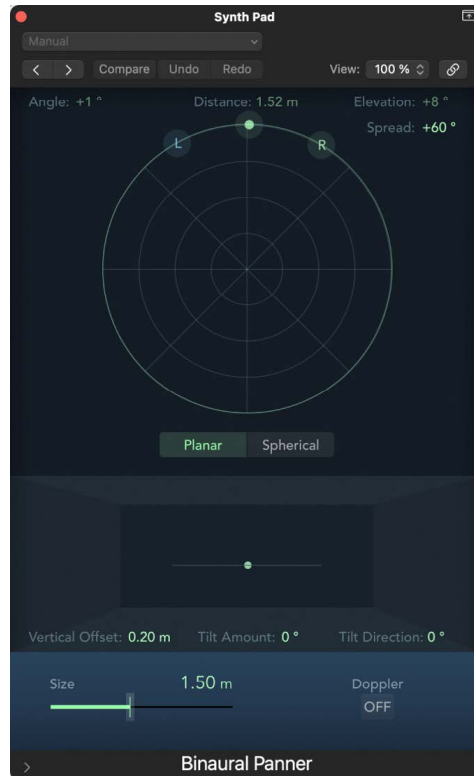 Synth Pad
Manual
Compare Undo Redo View: 100 %
Angle: +1 ° Distance: 1.52 m Elevation: +8 °
Spread: +60 °
L R
Planar Spherical
Vertical Offset: 0.20 m Tilt Amount: 0 ° Tilt Direction: 0 °
Size 1.50 m Doppler
OFF
Binaural Panner